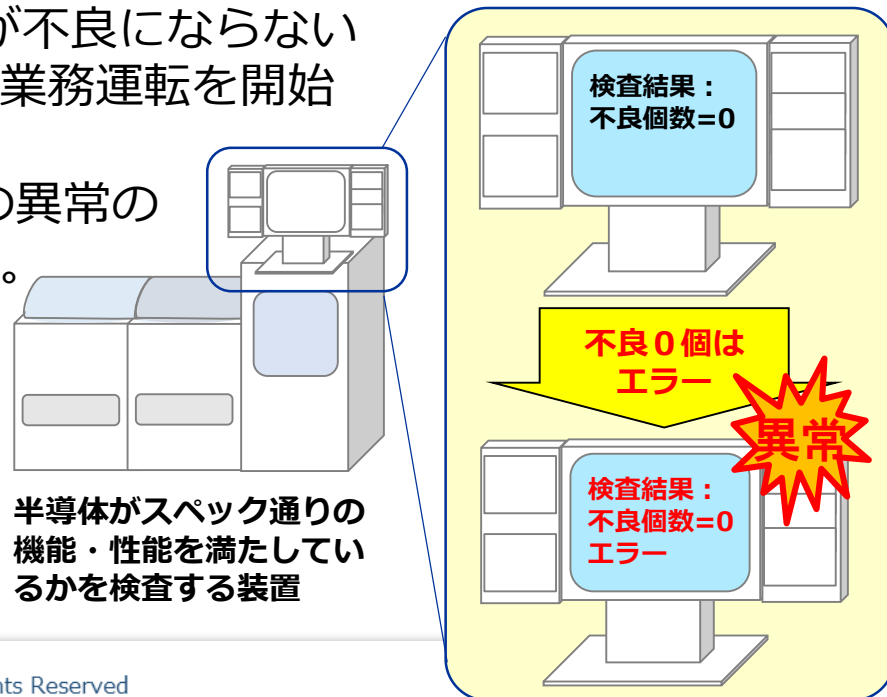 が不良にならない
業務運転を開始
の異常の
。
検査結果：
不良個数=0
不良０個は
エラー
異常
検査結果：
不良個数=0
エラー
半導体がスペック通りの
機能・性能を満たしてい
るかを検査する装置
nts Reserved